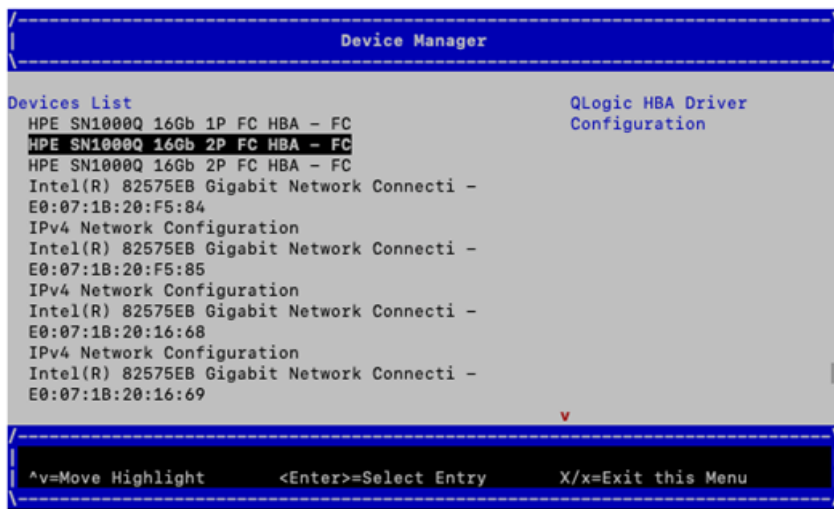 Device Manager
Devices List
QLogic HBA Driver
HPE SN1000Q 16Gb 1P FC HBA - FC
Configuration
HPE SN1000Q 16Gb 2P FC HBA - FC
HPE SN1000Q 16Gb 2P FC HBA - FC
Intel(R) 82575EB Gigabit Network Connecti -
E0:07:1B:20:F5:84
IPv4 Network Configuration
Intel(R) 82575EB Gigabit Network Connecti -
E0:07:1B:20:F5:85
IPv4 Network Configuration
Intel(R) 82575EB Gigabit Network Connecti -
E0:07:1B:20:16:68
IPv4 Network Configuration
Intel(R) 82575EB Gigabit Network Connecti -
E0:07:1B:20:16:69
v
^v=Move Highlight <Enter>=Select Entry X/x=Exit this Menu